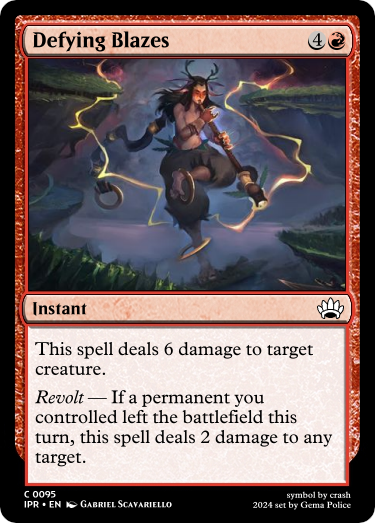 Defying Blazes 4
Instant
This spell deals 6 damage to target
creature.
Revolt — If a permanent you
controlled left the battlefield this
turn, this spell deals 2 damage to any
target.
C 0095
IPR • EN Gabriel Scavariello
symbol by crash
2024 set by Gema Police